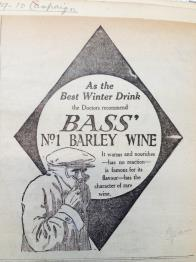 As the
Best Winter Drink
the Doctors recommend
BASS'
No1 BARLEY WINE
It warms and nourishes
—has no reaction—
is famous for its
flavour—has the
character of rare
wine.